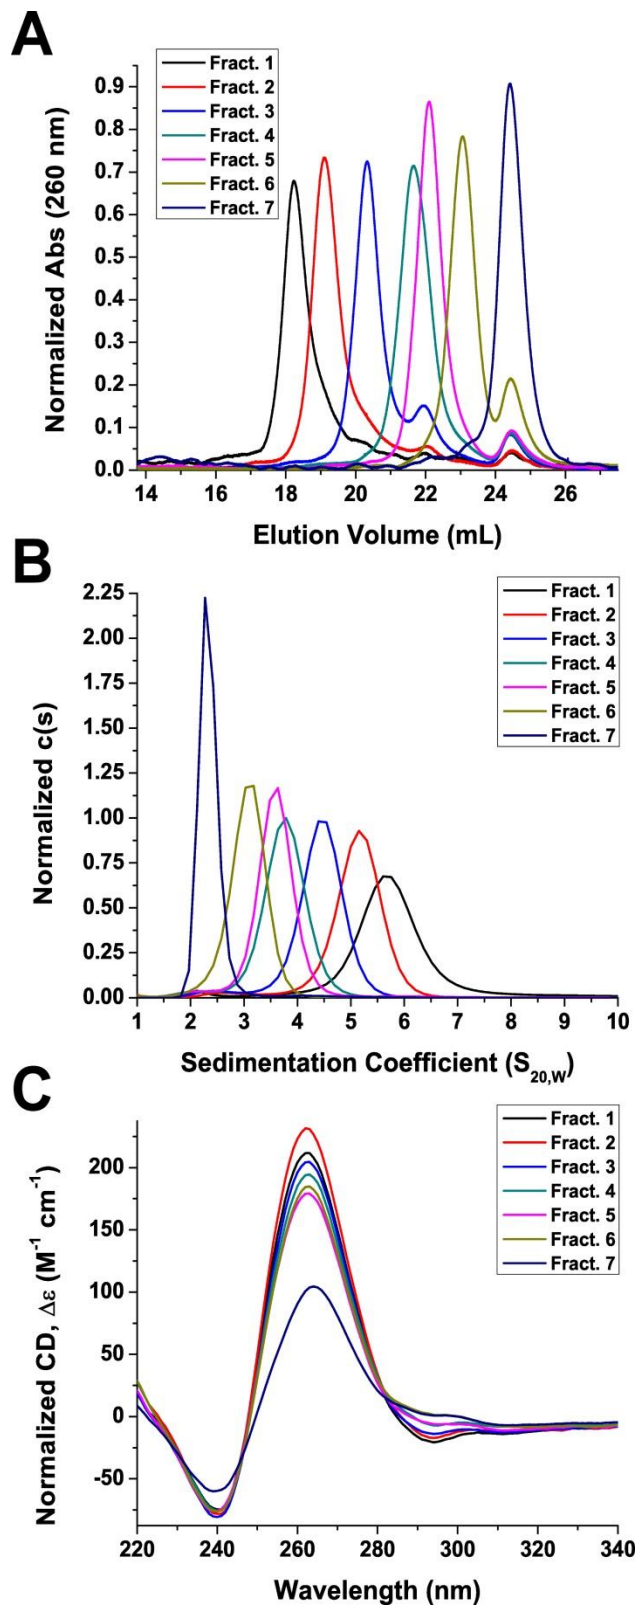 A
Fract. 1
Fract. 2
Fract. 3
Fract. 4
Fract. 5
Fract. 6
Fract. 7
Normalized Abs (260 nm)
0.9
0.8
0.7
0.6
0.5
0.4
0.3
0.2
0.1
0.0
14 16 18 20 22 24 26
Elution Volume (mL)
B
Fract. 1
Fract. 2
Fract. 3
Fract. 4
Fract. 5
Fract. 6
Fract. 7
Normalized c(s)
2.25
2.00
1.75
1.50
1.25
1.00
0.75
0.50
0.25
0.00
1 2 3 4 5 6 7 8 9 10
Sedimentation Coefficient (S20,W)
C
Fract. 1
Fract. 2
Fract. 3
Fract. 4
Fract. 5
Fract. 6
Fract. 7
Normalized CD, Δε (M⁻¹ cm⁻¹)
200
150
100
50
0
-50
220 240 260 280 300 320 340
Wavelength (nm)